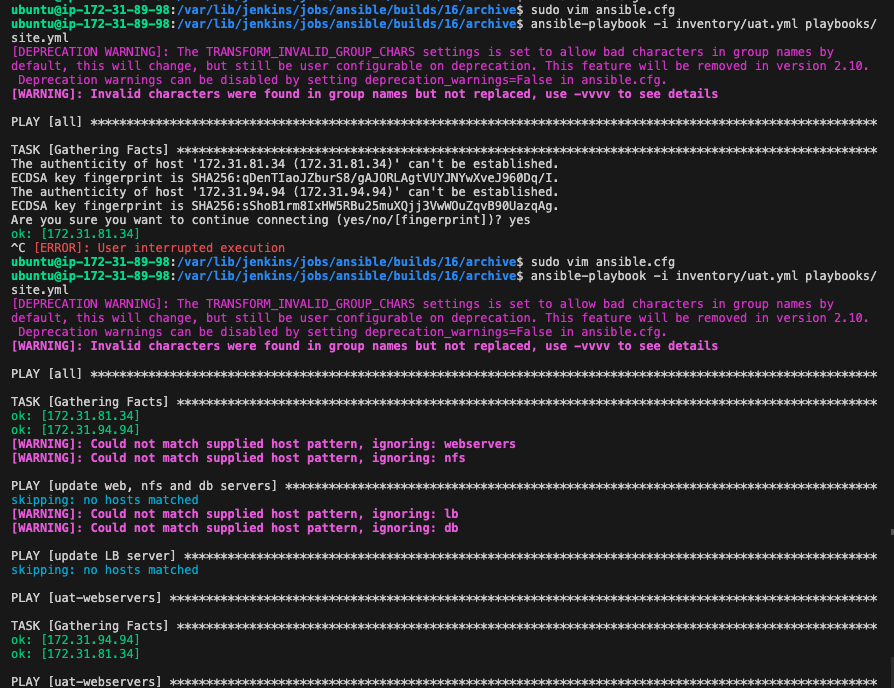 ubuntu@ip-172-31-89-98:/var/lib/jenkins/jobs/ansible/builds/16/archive$ sudo vim ansible.cfg
ubuntu@ip-172-31-89-98:/var/lib/jenkins/jobs/ansible/builds/16/archive$ ansible-playbook -i inventory/uat.yml playbooks/
site.yml
[DEPRECATION WARNING]: The TRANSFORM_INVALID_GROUP_CHARS settings is set to allow bad characters in group names by
default, this will change, but still be user configurable on deprecation. This feature will be removed in version 2.10.
Deprecation warnings can be disabled by setting deprecation_warnings=False in ansible.cfg.
[WARNING]: Invalid characters were found in group names but not replaced, use -vvvv to see details
PLAY [all] **********************************************************************************************************
TASK [Gathering Facts] **********************************************************************************************
The authenticity of host '172.31.81.34 (172.31.81.34)' can't be established.
ECDSA key fingerprint is SHA256:qDenTIaoJZburS8/gAJORLAgtVUYJNYwXveJ960Dq/I.
The authenticity of host '172.31.94.94 (172.31.94.94)' can't be established.
ECDSA key fingerprint is SHA256:sShoB1rm8IxHW5RBu25muXQjj3VwWOuZqvB90UazqAg.
Are you sure you want to continue connecting (yes/no/[fingerprint])? yes
ok: [172.31.81.34]
^C [ERROR]: User interrupted execution
ubuntu@ip-172-31-89-98:/var/lib/jenkins/jobs/ansible/builds/16/archive$ sudo vim ansible.cfg
ubuntu@ip-172-31-89-98:/var/lib/jenkins/jobs/ansible/builds/16/archive$ ansible-playbook -i inventory/uat.yml playbooks/
site.yml
[DEPRECATION WARNING]: The TRANSFORM_INVALID_GROUP_CHARS settings is set to allow bad characters in group names by
default, this will change, but still be user configurable on deprecation. This feature will be removed in version 2.10.
Deprecation warnings can be disabled by setting deprecation_warnings=False in ansible.cfg.
[WARNING]: Invalid characters were found in group names but not replaced, use -vvvv to see details
PLAY [all] **********************************************************************************************************
TASK [Gathering Facts] **********************************************************************************************
ok: [172.31.81.34]
ok: [172.31.94.94]
[WARNING]: Could not match supplied host pattern, ignoring: webservers
[WARNING]: Could not match supplied host pattern, ignoring: nfs
PLAY [update web, nfs and db servers] *******************************************************************************
skipping: no hosts matched
[WARNING]: Could not match supplied host pattern, ignoring: lb
[WARNING]: Could not match supplied host pattern, ignoring: db
PLAY [update LB server] *********************************************************************************************
skipping: no hosts matched
PLAY [uat-webservers] ***********************************************************************************************
TASK [Gathering Facts] **********************************************************************************************
ok: [172.31.94.94]
ok: [172.31.81.34]
PLAY [uat-webservers] ***********************************************************************************************